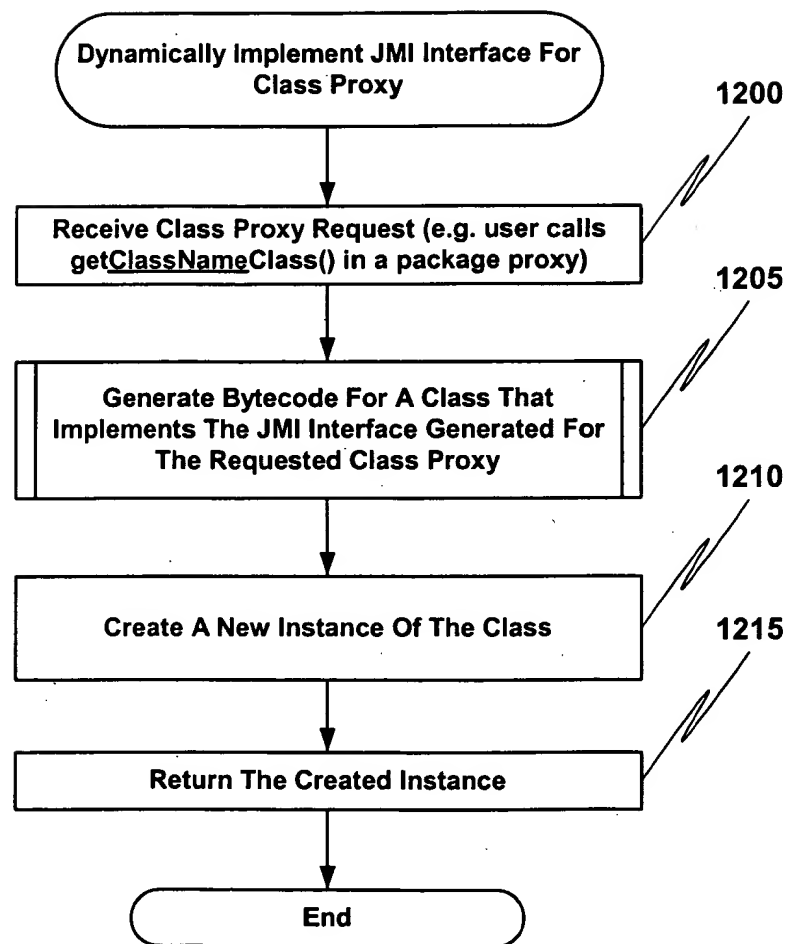 Dynamically Implement JMI Interface For
Class Proxy
1200
Receive Class Proxy Request (e.g. user calls
getClassNameClass() in a package proxy)
1205
Generate Bytecode For A Class That
Implements The JMI Interface Generated For
The Requested Class Proxy
1210
Create A New Instance Of The Class
1215
Return The Created Instance
End